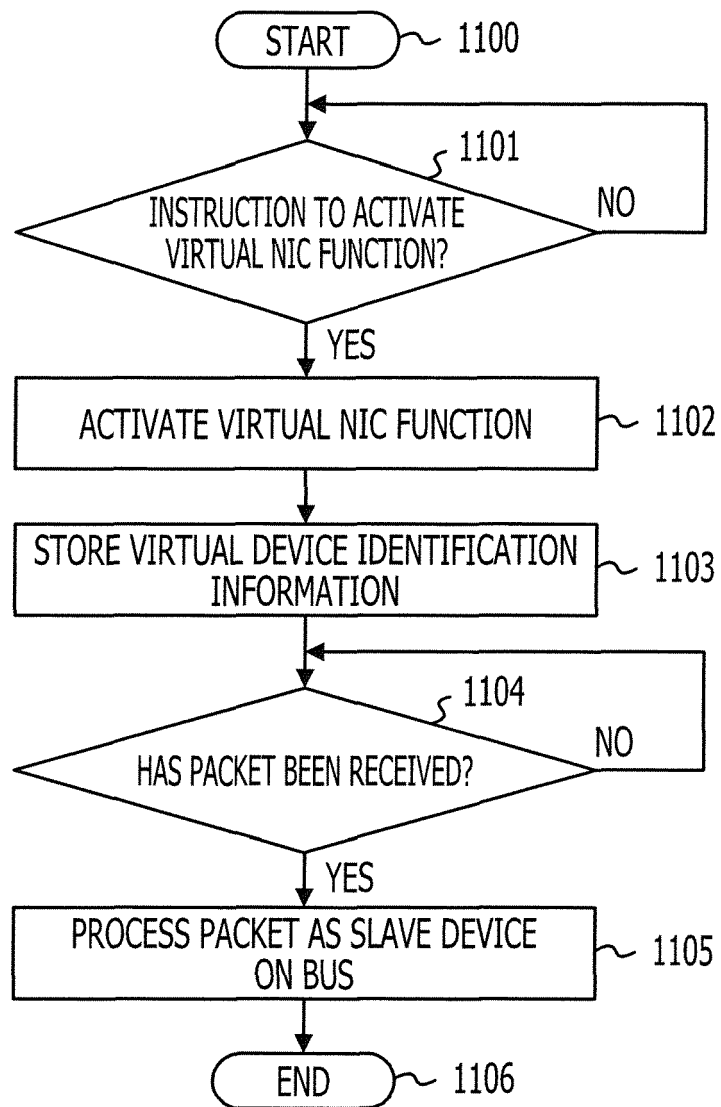 START
1100
1101
INSTRUCTION TO ACTIVATE
VIRTUAL NIC FUNCTION?
NO
YES
ACTIVATE VIRTUAL NIC FUNCTION
1102
STORE VIRTUAL DEVICE IDENTIFICATION
INFORMATION
1103
1104
HAS PACKET BEEN RECEIVED?
NO
YES
PROCESS PACKET AS SLAVE DEVICE
ON BUS
1105
END
1106